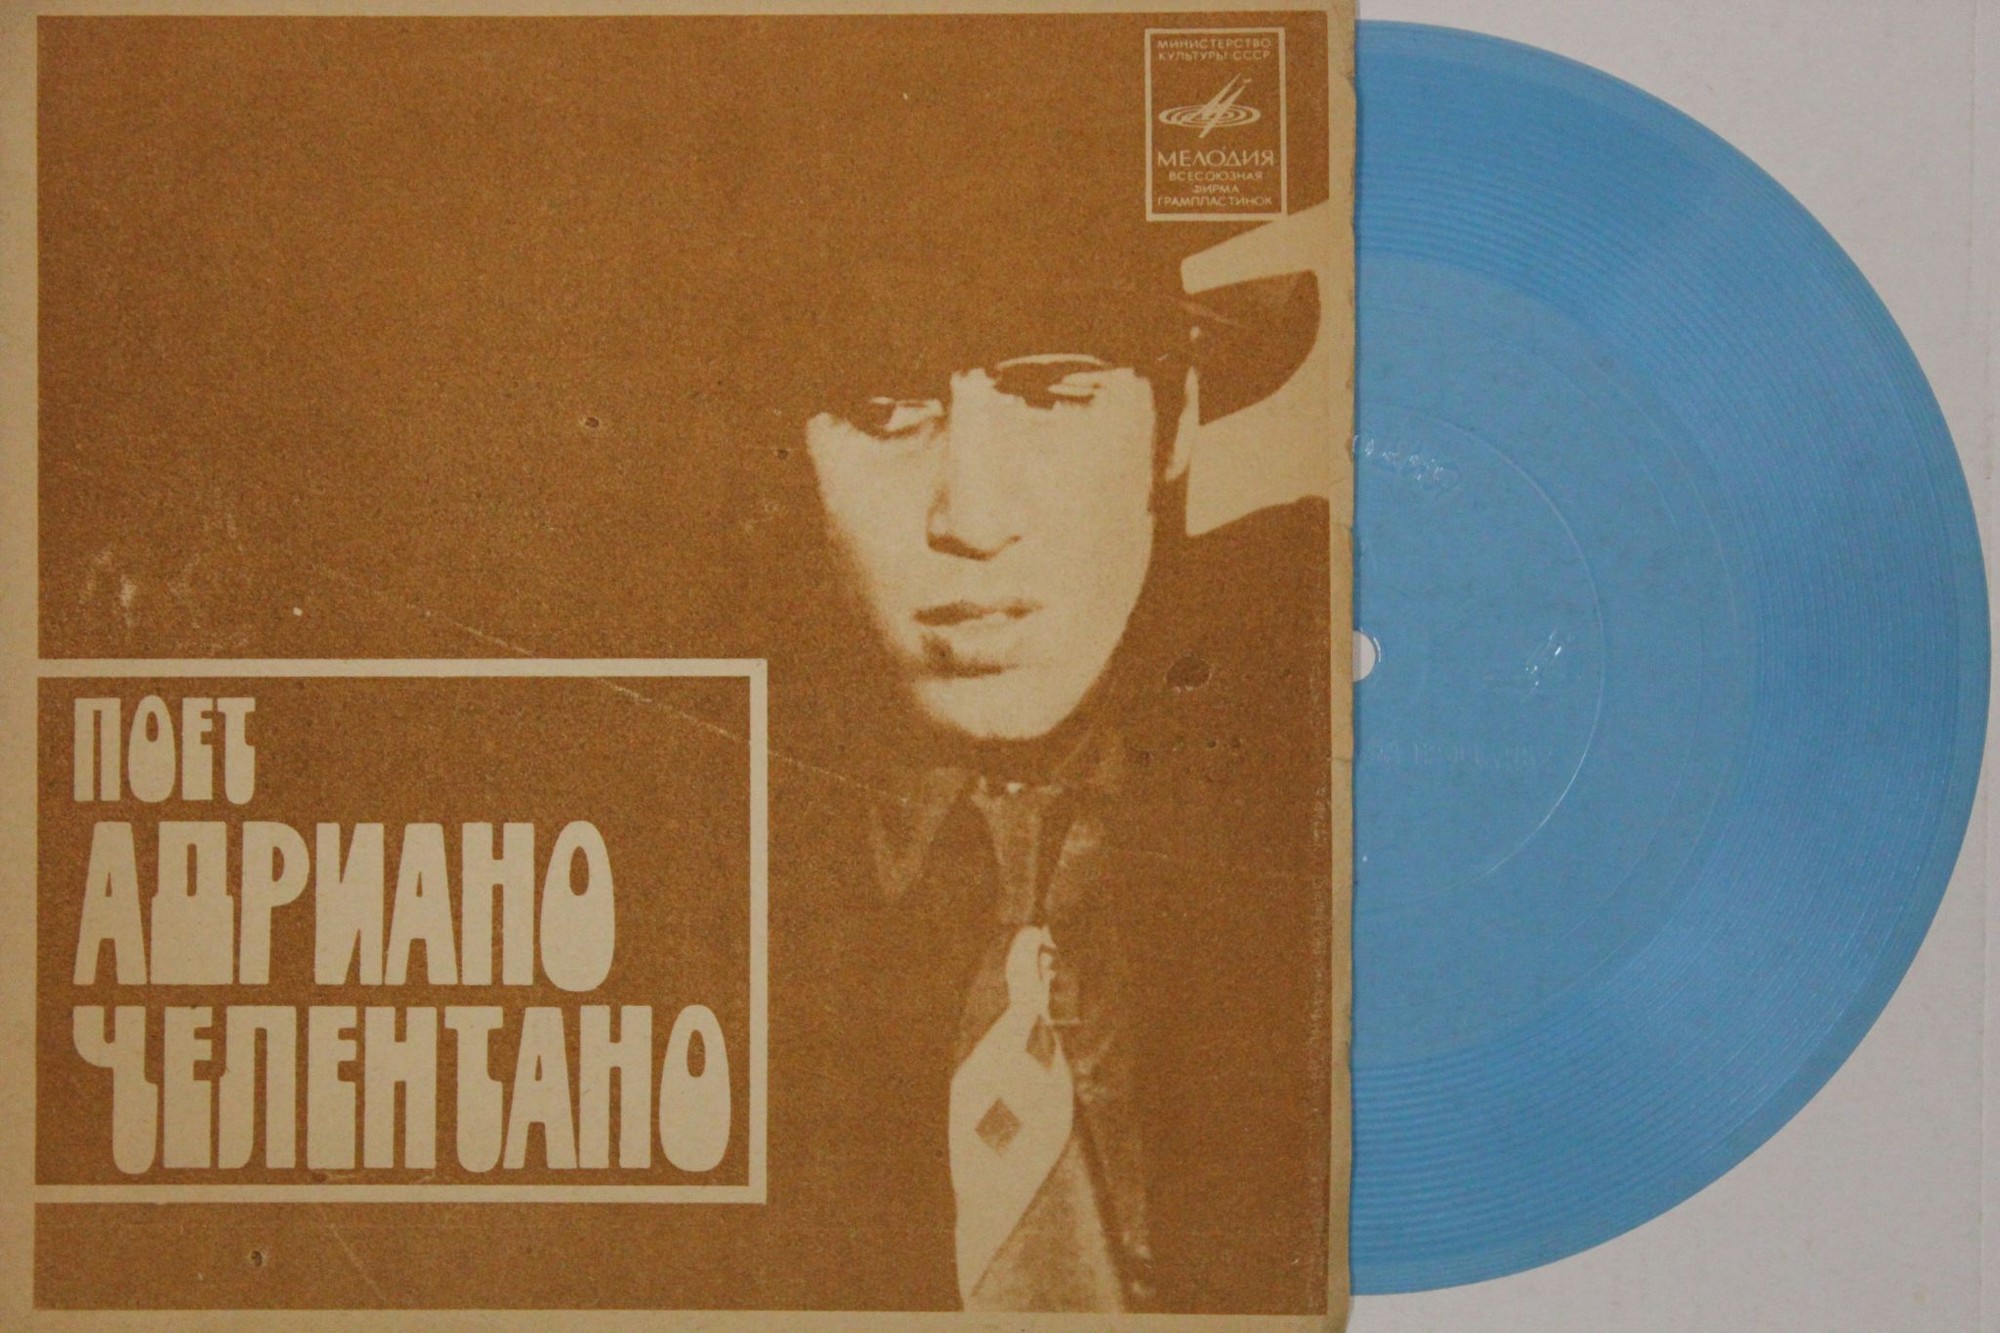 МИНИСТЕРСТВО
КУЛЬТУРЫ СССР
МЕЛОДИЯ
ВСЕСОЮЗНАЯ
ФИРМА
ГРАМПЛАСТИНОК
ПОЕТ
АДРИАНО
ЧЕЛЕНТАНО